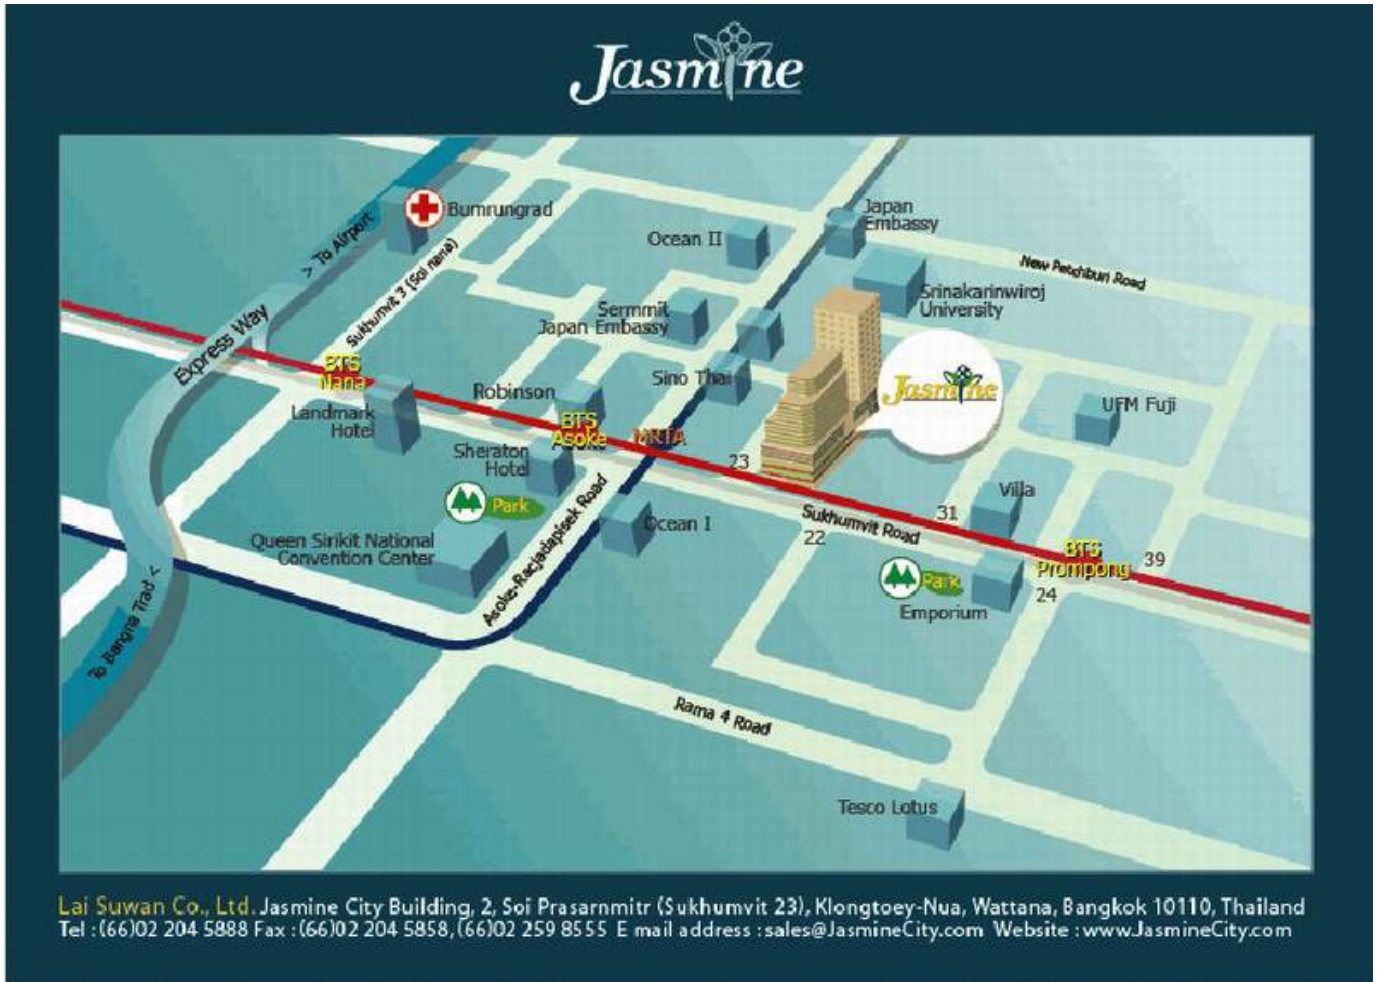 Jasmine
Bumrungrad
Japan
Embassy
Ocean II
> To Airport
Sukhumvit 3 (Soi nana)
New Petchburi Road
Srinakarinwiroj
University
Sermmit
Japan Embassy
Express Way
BTS
Nana
Sino Thai
Jasmine
Robinson
Landmark
Hotel
UFM Fuji
BTS
Asoke
MRTA
Sheraton
Hotel
23
Villa
Park
Sukhumvit Road
31
Ocean I
22
Queen Sirikit National
Convention Center
Asoke-Racjadapisek Road
BTS
Prompong
39
Park
24
Emporium
To Bangna Trad <
Rama 4 Road
Tesco Lotus
Lai Suwan Co., Ltd. Jasmine City Building, 2, Soi Prasarnmitr (Sukhumvit 23), Klongtoey-Nua, Wattana, Bangkok 10110, Thailand
Tel :(66)02 204 5888 Fax :(66)02 204 5858,(66)02 259 8555 E mail address :sales@JasmineCity.com Website :www.JasmineCity.com